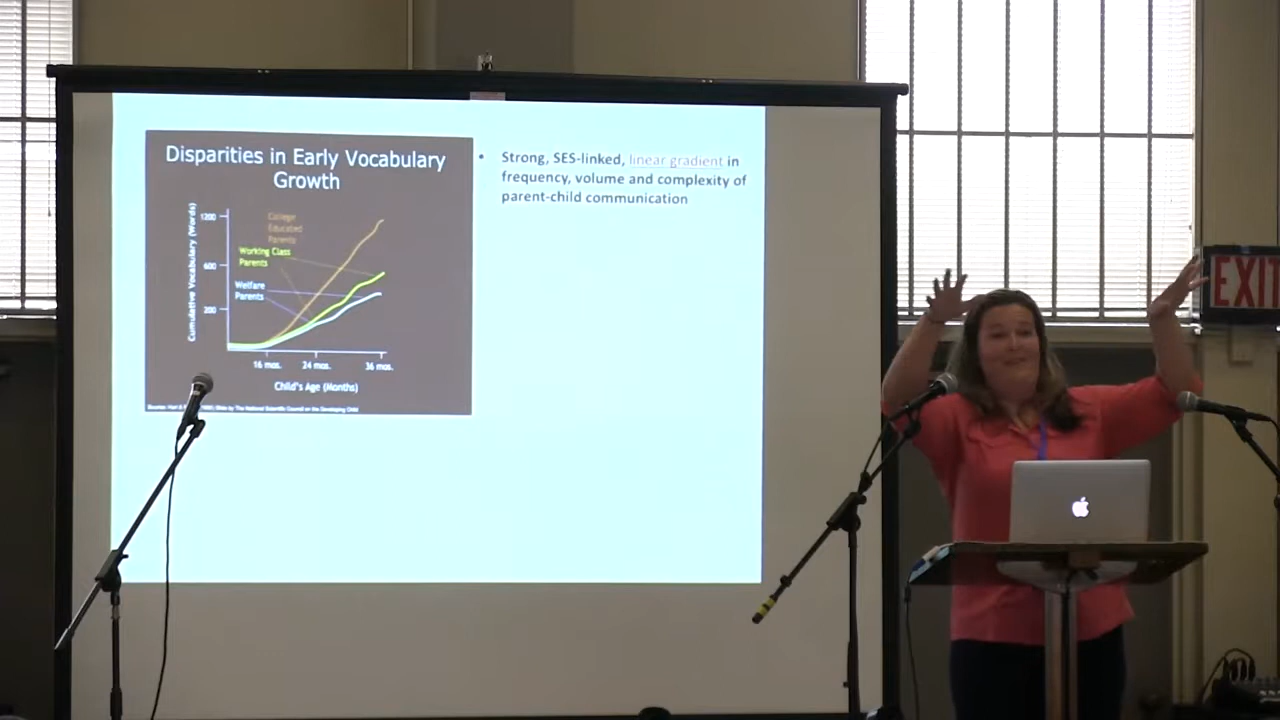 Disparities in Early Vocabulary
Growth
Cumulative Vocabulary (Words)
1200
600
200
College
Educated
Parents
Working Class
Parents
Welfare
Parents
16 mos.
24 mos.
36 mos.
Child's Age (Months)
• Strong, SES-linked, linear gradient in
frequency, volume and complexity of
parent-child communication
EXIT